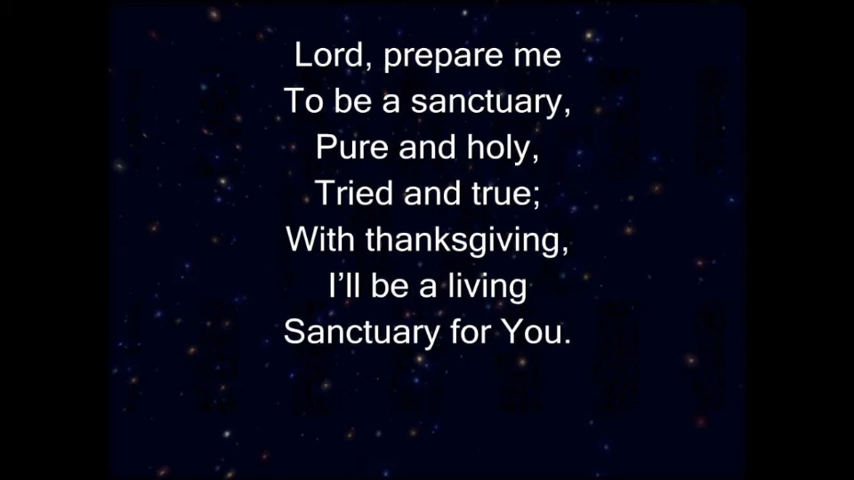 Lord, prepare me
To be a sanctuary,
Pure and holy,
Tried and true;
With thanksgiving,
I’ll be a living
Sanctuary for You.